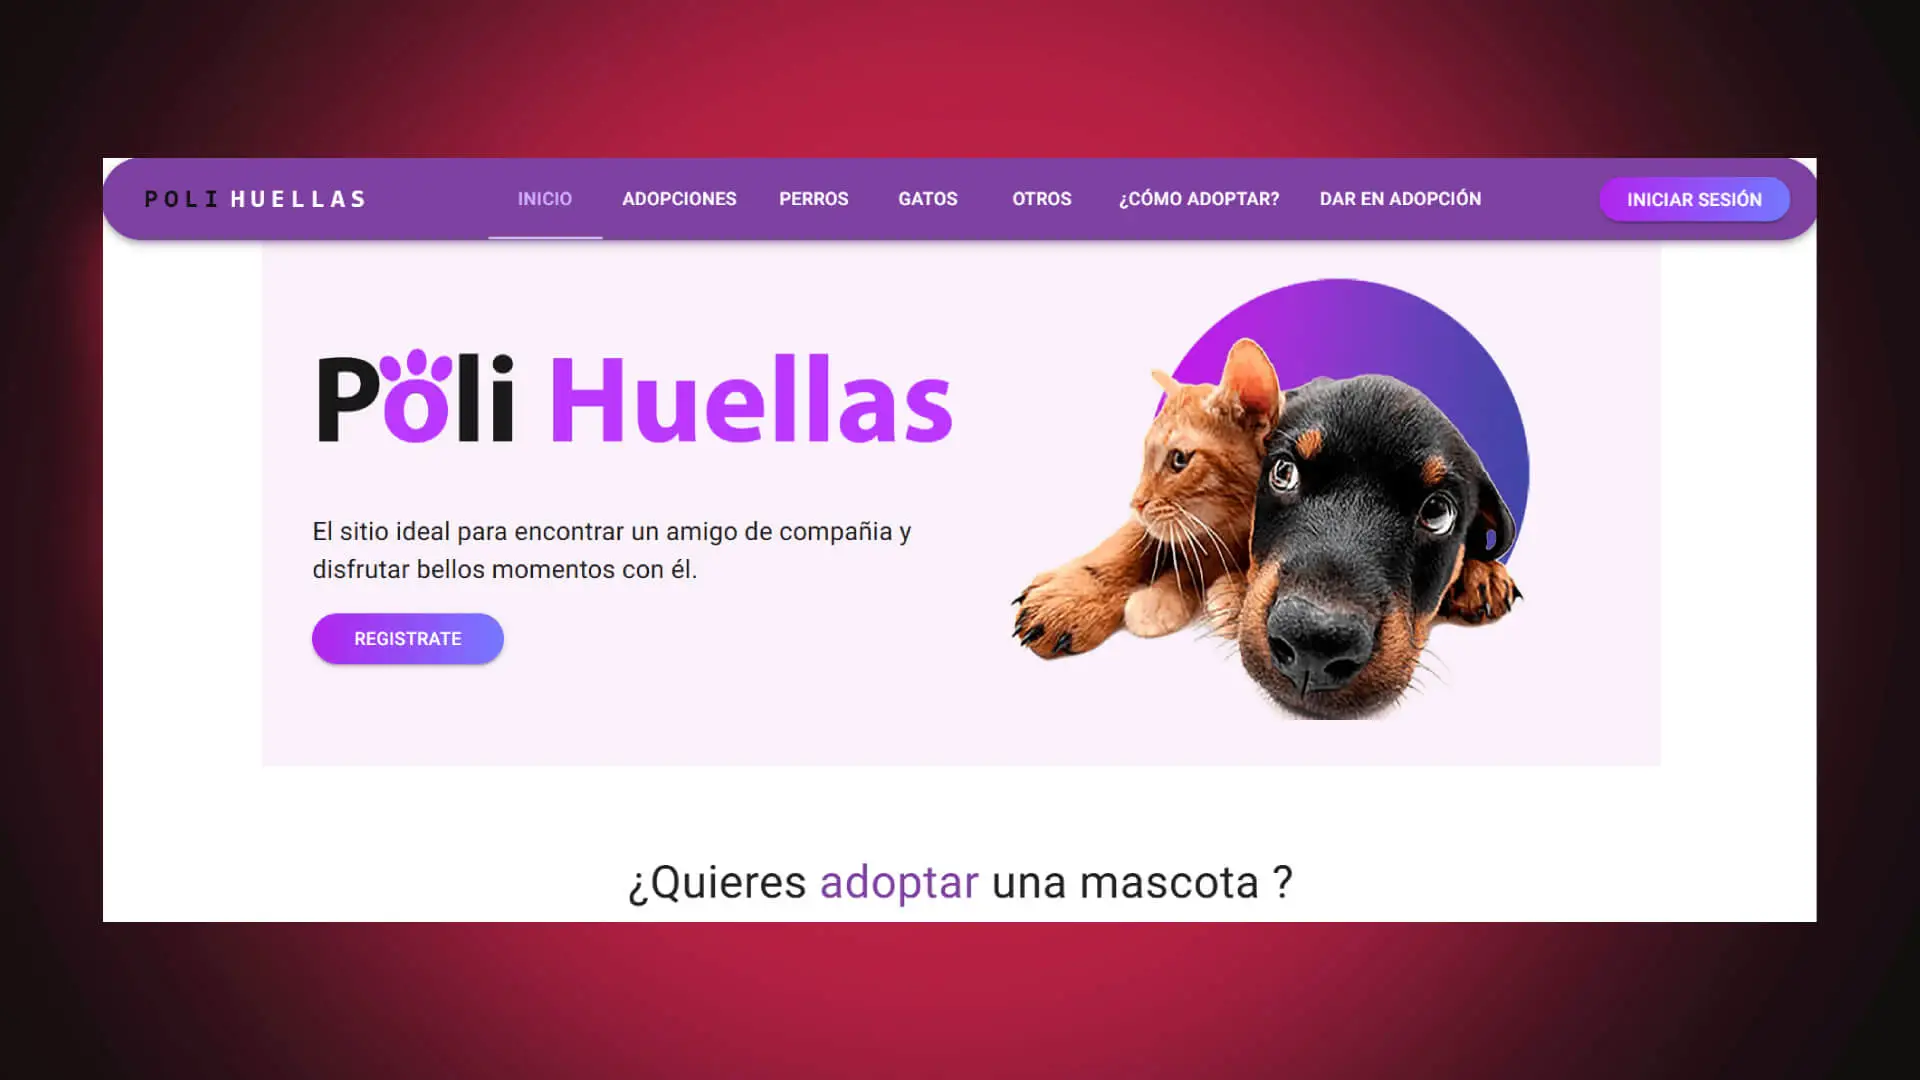 POLI HUELLAS INICIO ADOPCIONES PERROS GATOS OTROS ¿CÓMO ADOPTAR? DAR EN ADOPCIÓN INICIAR SESIÓN
Poli Huellas
El sitio ideal para encontrar un amigo de compañia y
disfrutar bellos momentos con él.
REGISTRATE
¿Quieres adoptar una mascota ?